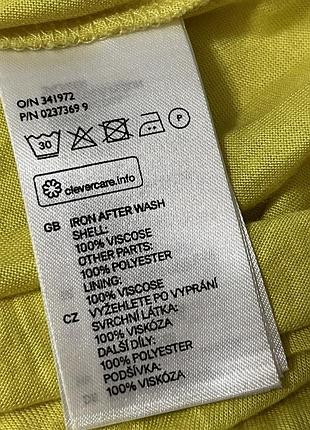 O/N 341972
P/N 0237369 9
30
P
clevercare.info
GB IRON AFTER WASH
SHELL:
100% VISCOSE
OTHER PARTS:
100% POLYESTER
LINING:
100% VISCOSE
CZ VYŽEHLETE PO VYPRÁNÍ
SVRCHNÍ LÁTKA:
100% VISKÓZA
DALŠÍ DÍLY:
100% POLYESTER
PODŠÍVKA:
100% VISKÓZA